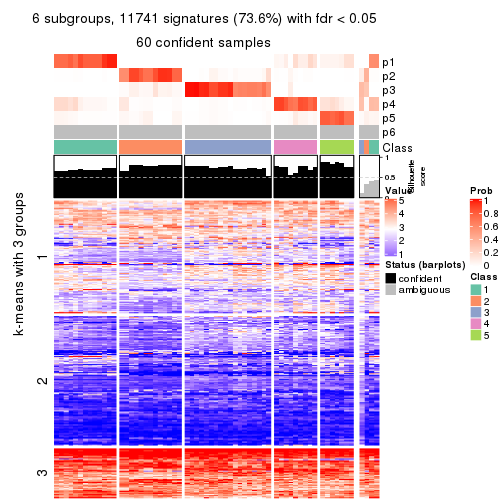 6 subgroups, 11741 signatures (73.6%) with fdr < 0.05
60 confident samples
p1
p2
p3
p4
p5
p6
Class
1
0.5
0
Silhouette
score
k-means with 3 groups
1
2
3
Value
5
4
3
2
1
Status (barplots)
confident
ambiguous
Prob
1
0.8
0.6
0.4
0.2
0
Class
1
2
3
4
5